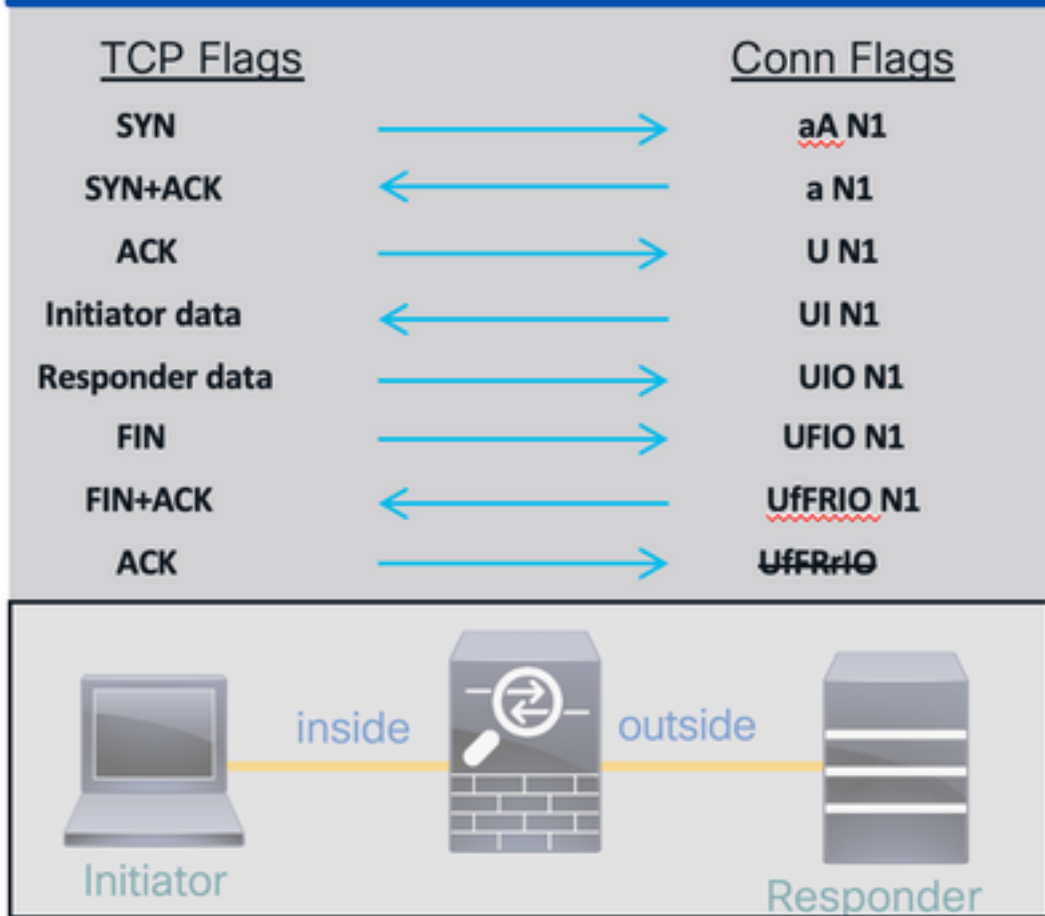 TCP Flags Conn Flags
SYN aA N1
SYN+ACK a N1
ACK U N1
Initiator data UI N1
Responder data UIO N1
FIN UFIO N1
FIN+ACK UfFRIO N1
ACK UfFRrIO
inside outside
Initiator
Responder